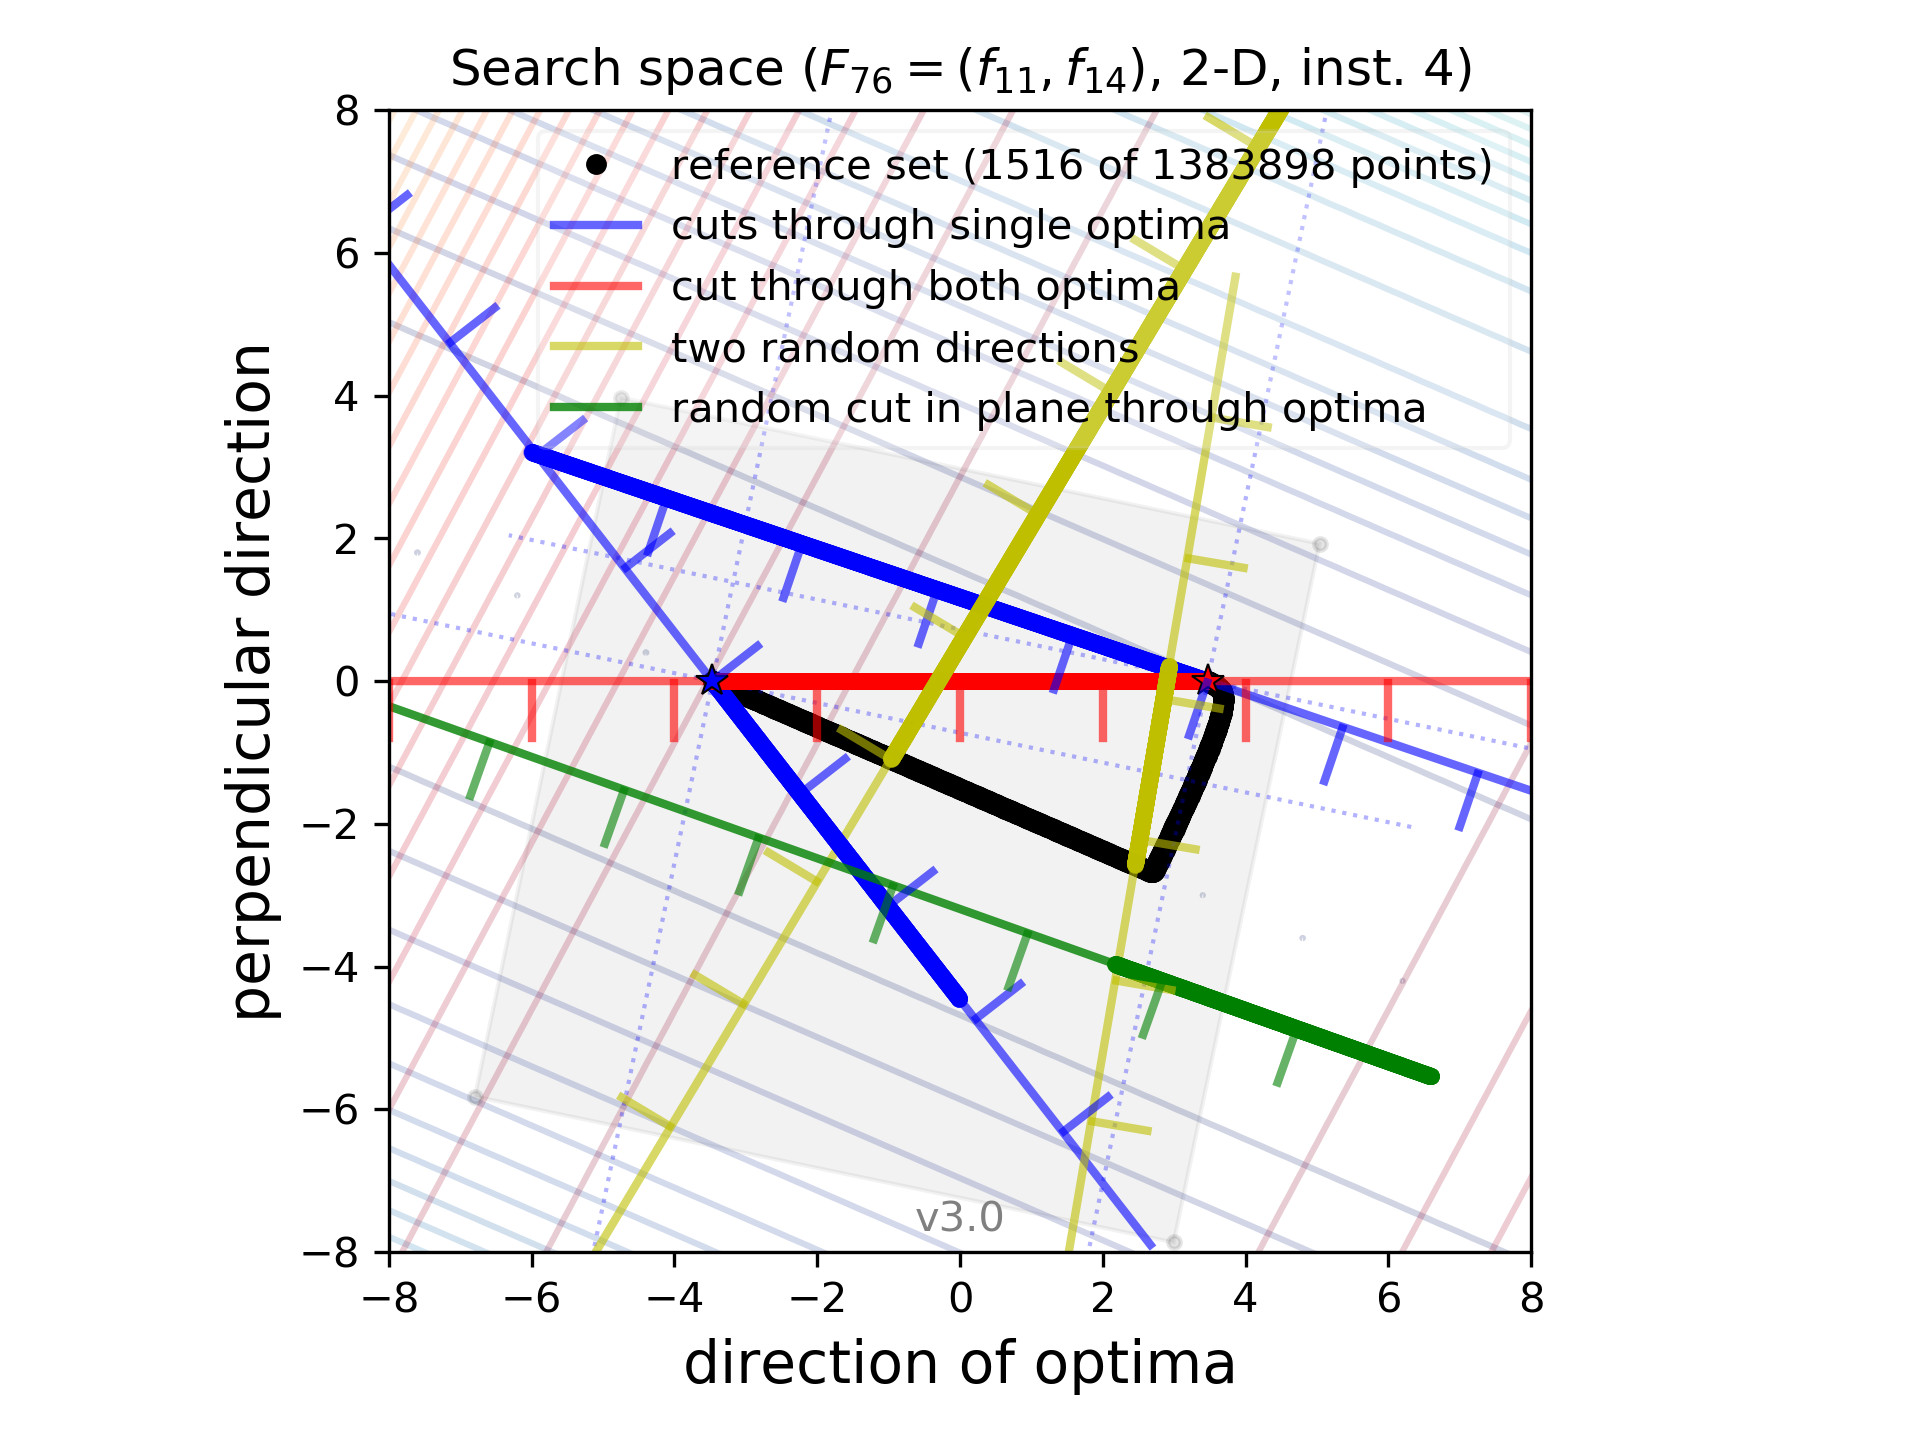 Search space (F₇₆ = (f₁₁, f₁₄), 2-D, inst. 4)
reference set (1516 of 1383898 points)
cuts through single optima
cut through both optima
two random directions
random cut in plane through optima
8
6
4
2
0
−2
−4
−6
−8
perpendicular direction
v3.0
−8 −6 −4 −2 0 2 4 6 8
direction of optima